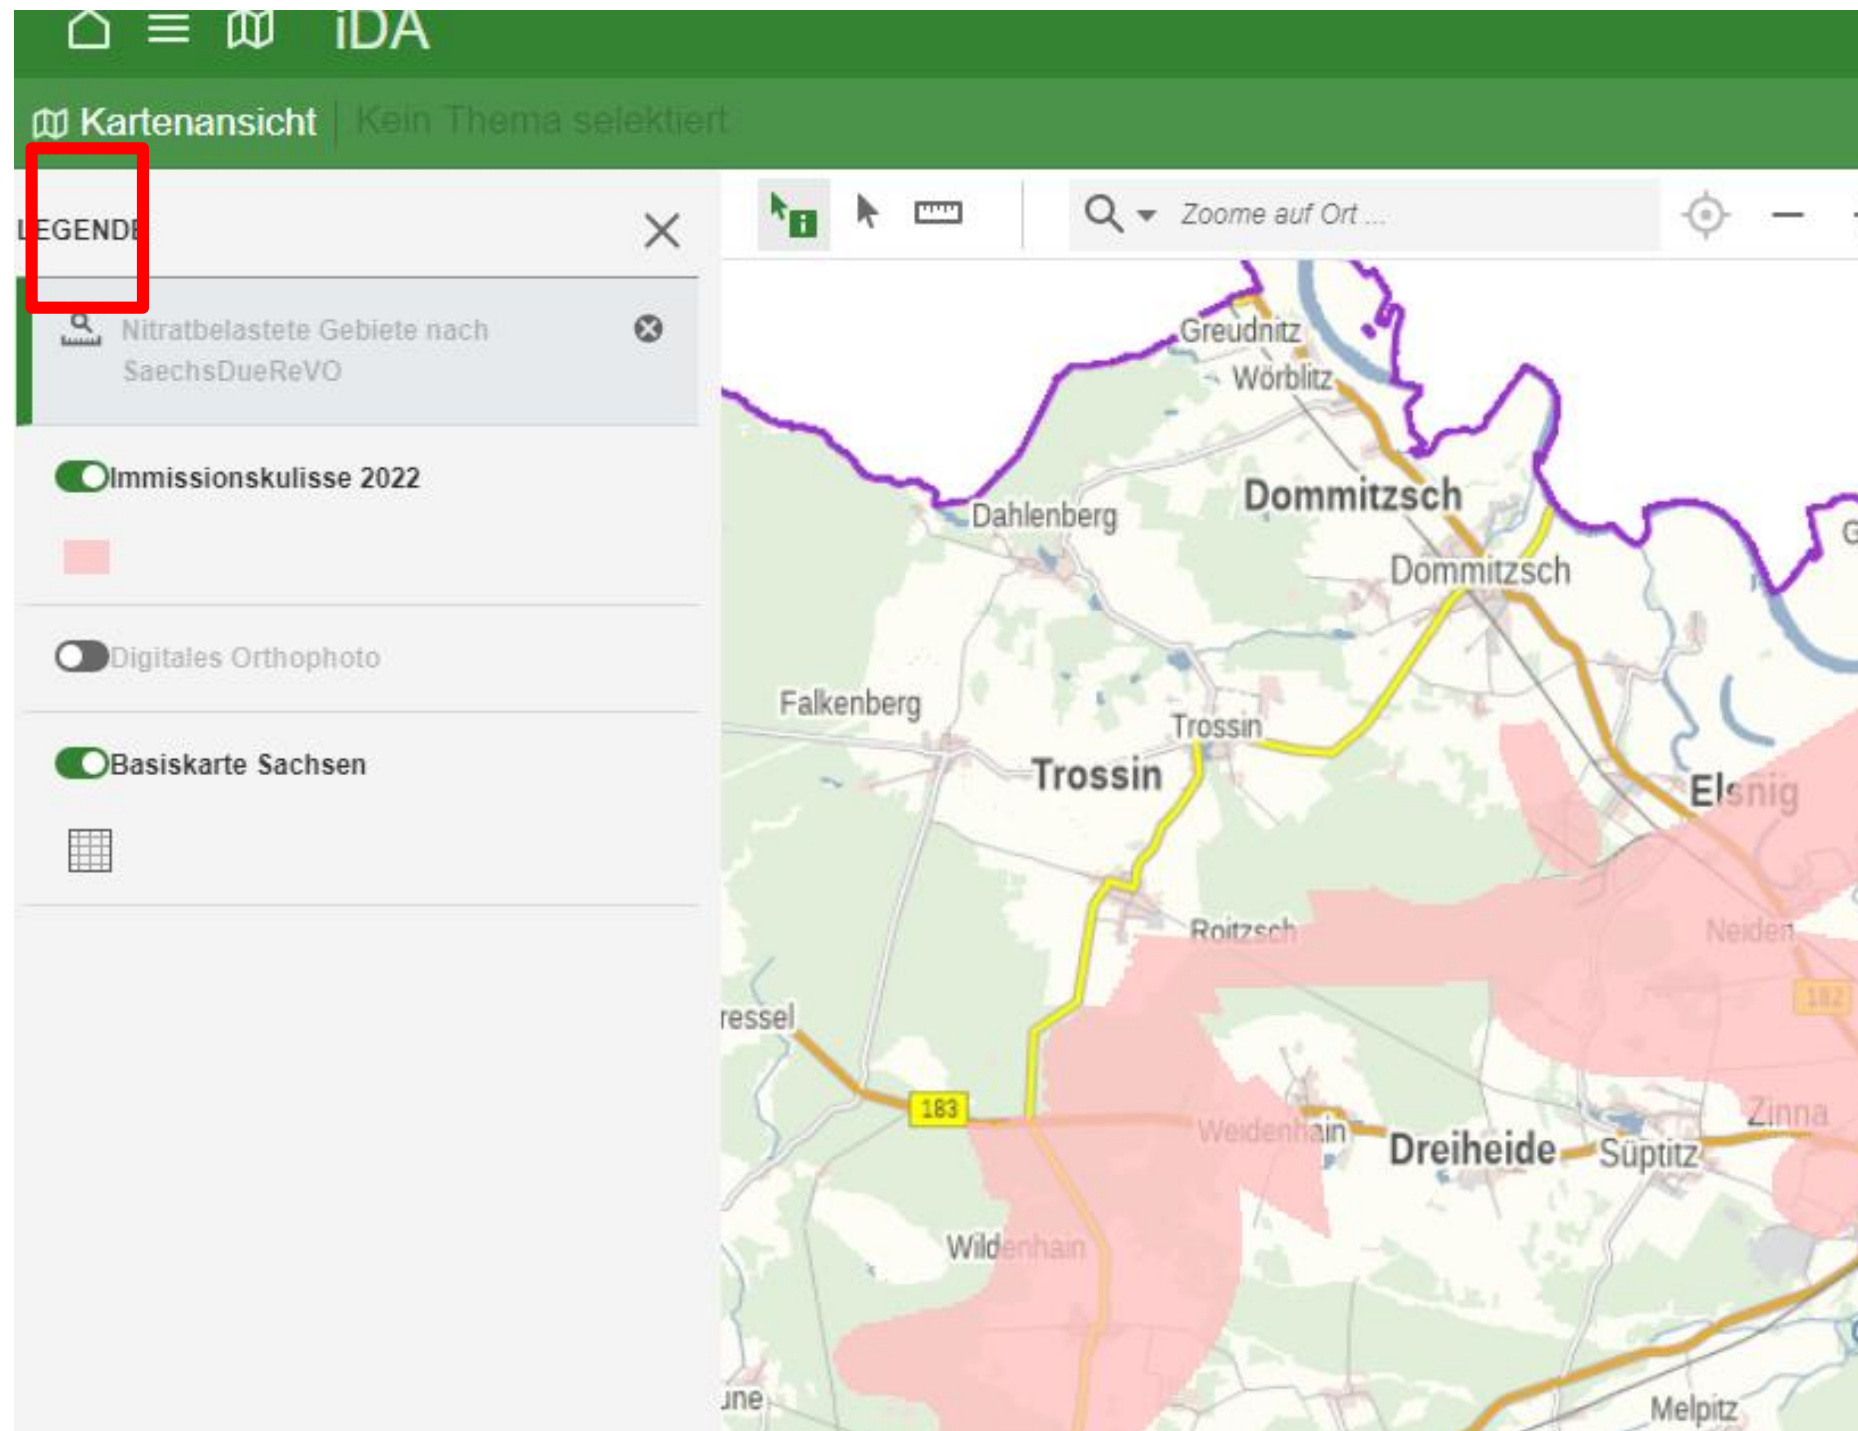 iDA
Kartenansicht | Kein Thema selektiert
LEGENDE
Zoome auf Ort ...
Nitratbelastete Gebiete nach
SaechsDueReVO
Immissionskulisse 2022
Digitales Orthophoto
Basiskarte Sachsen
Greudnitz
Wörblitz
Dommitzsch
Dahlenberg
G
Dommitzsch
Falkenberg
Trossin
Trossin
Elsnig
Roitzsch
Neiden
182
ressel
183
Zinna
Weidenhain
Dreiheide
Süptitz
Wildenhain
une
Melpitz